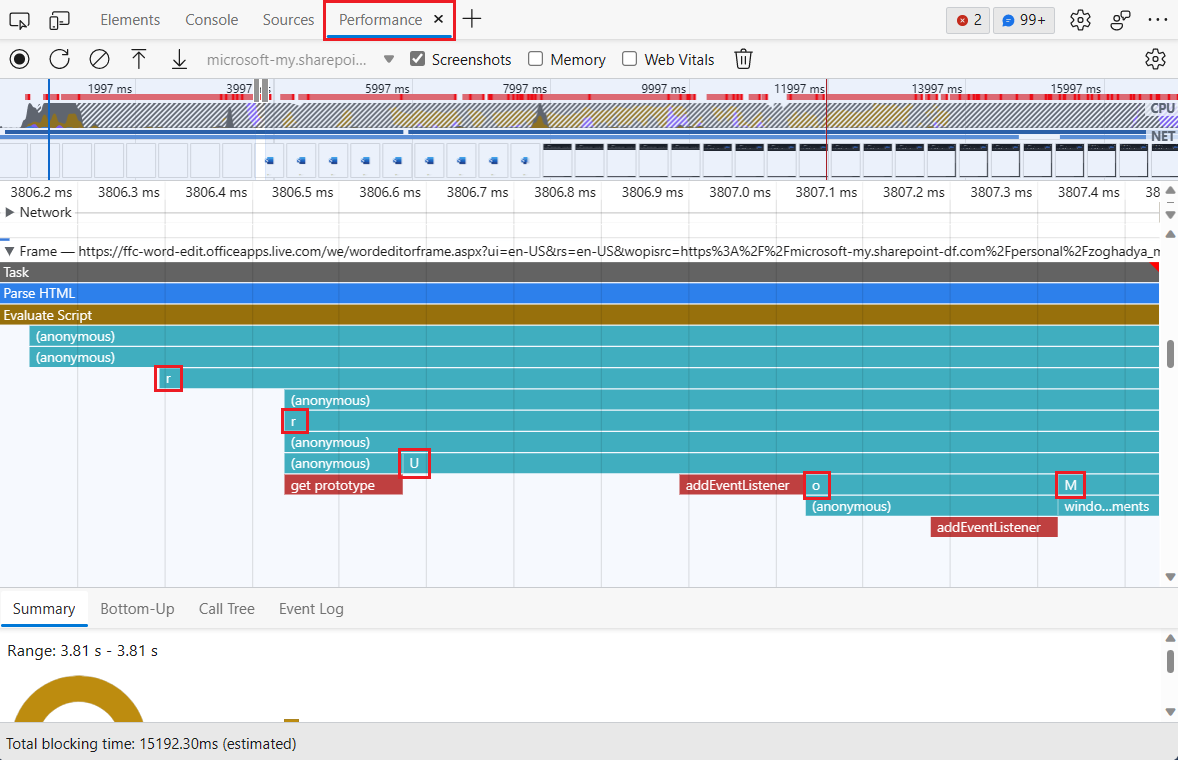 Elements Console Sources Performance × 2 99+
microsoft-my.sharepoi... Screenshots Memory Web Vitals
1997 ms 3997 5997 ms 7997 ms 9997 ms 11997 ms 13997 ms 15997 ms
CPU
NET
3806.2 ms 3806.3 ms 3806.4 ms 3806.5 ms 3806.6 ms 3806.7 ms 3806.8 ms 3806.9 ms 3807.0 ms 3807.1 ms 3807.2 ms 3807.3 ms 3807.4 ms 38
Network
Frame — https://ffc-word-edit.officeapps.live.com/we/wordeditorframe.aspx?ui=en-US&rs=en-US&wopisrc=https%3A%2F%2Fmicrosoft-my.sharepoint-df.com%2Fpersonal%2Fzoghadya_m
Task
Parse HTML
Evaluate Script
(anonymous)
(anonymous)
r
(anonymous)
r
(anonymous)
(anonymous) U
get prototype addEventListener o M
(anonymous) windo...ments
addEventListener
Summary Bottom-Up Call Tree Event Log
Range: 3.81 s - 3.81 s
Total blocking time: 15192.30ms (estimated)